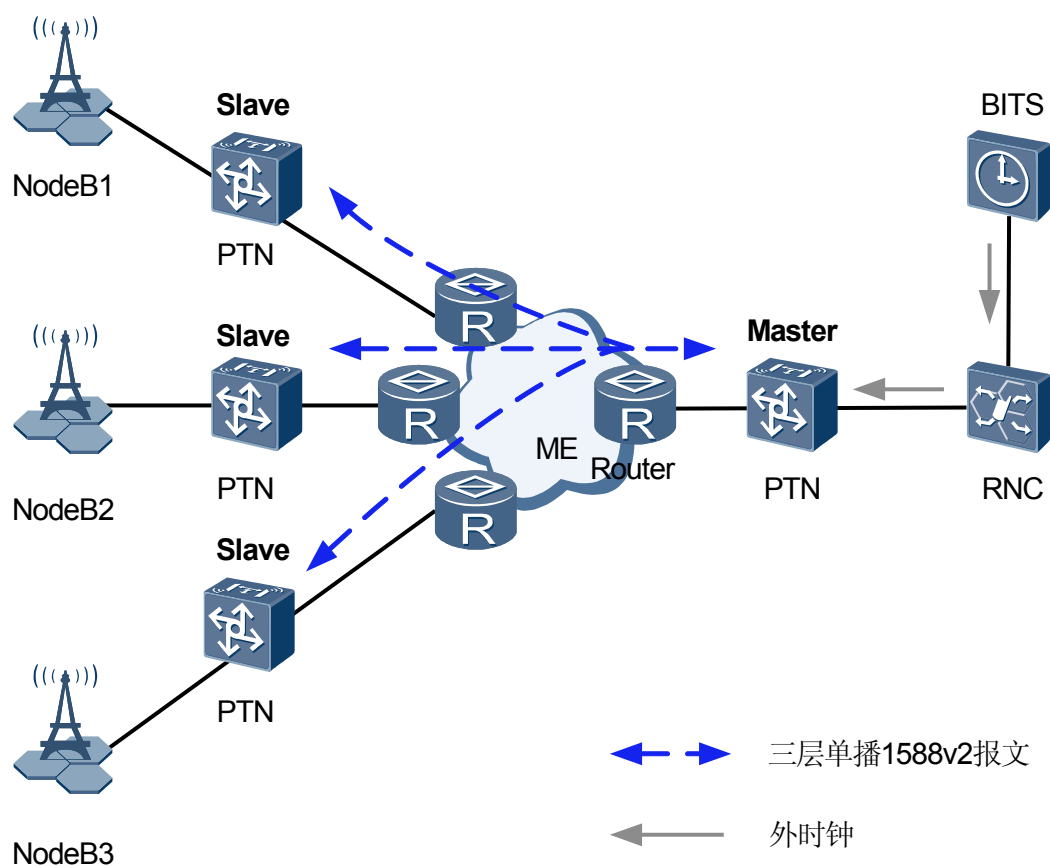 Slave
BITS
NodeB1
PTN
R
Slave
Master
R
R
ME
Router
NodeB2
PTN
PTN
RNC
R
Slave
PTN
三层单播1588v2报文
外时钟
NodeB3